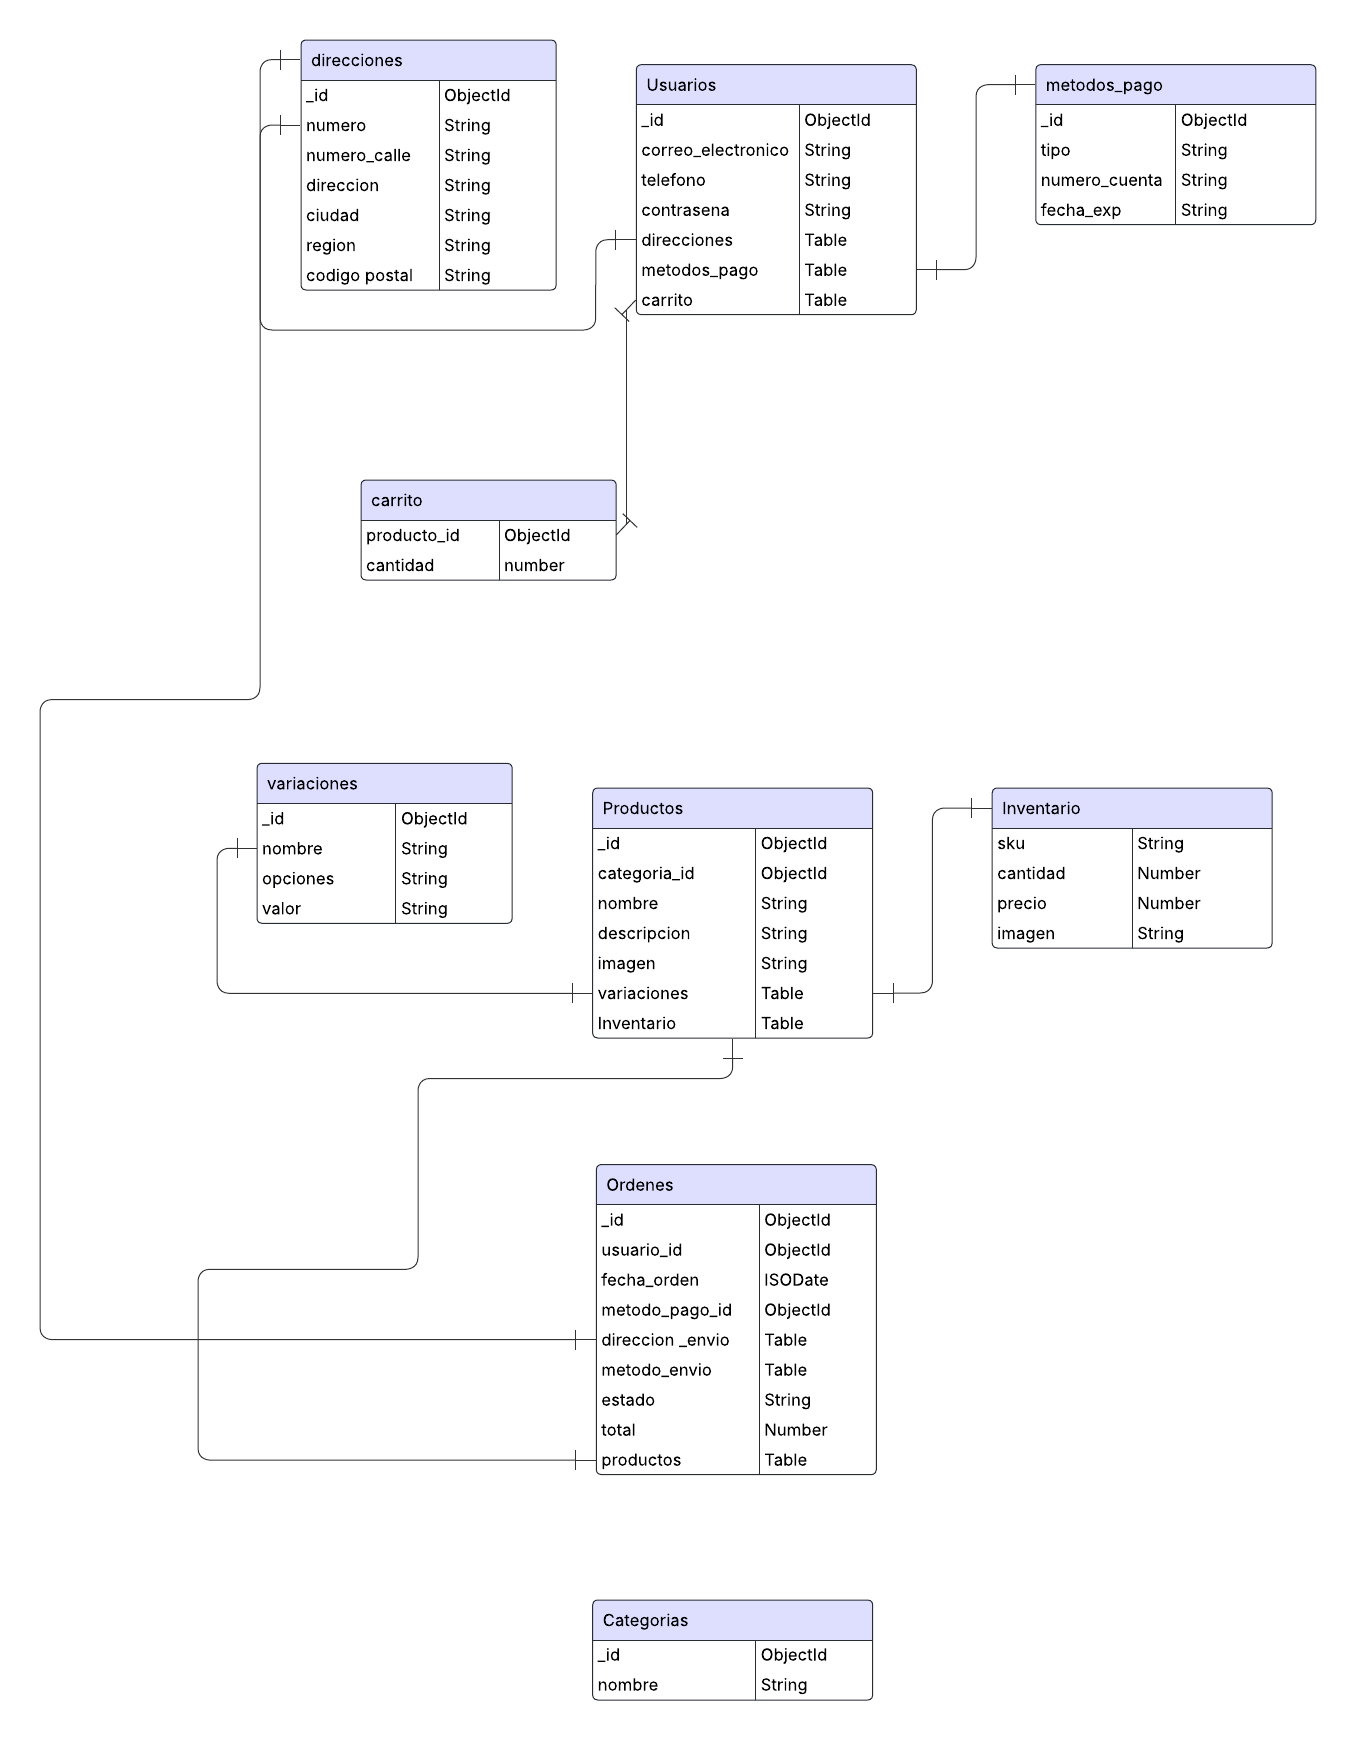 direcciones
_id ObjectId
numero String
numero_calle String
direccion String
ciudad String
region String
codigo postal String
Usuarios
_id ObjectId
correo_electronico String
telefono String
contrasena String
direcciones Table
metodos_pago Table
carrito Table
metodos_pago
_id ObjectId
tipo String
numero_cuenta String
fecha_exp String
carrito
producto_id ObjectId
cantidad number
variaciones
_id ObjectId
nombre String
opciones String
valor String
Productos
_id ObjectId
categoria_id ObjectId
nombre String
descripcion String
imagen String
variaciones Table
Inventario Table
Inventario
sku String
cantidad Number
precio Number
imagen String
Ordenes
_id ObjectId
usuario_id ObjectId
fecha_orden ISODate
metodo_pago_id ObjectId
direccion _envio Table
metodo_envio Table
estado String
total Number
productos Table
Categorias
_id ObjectId
nombre String